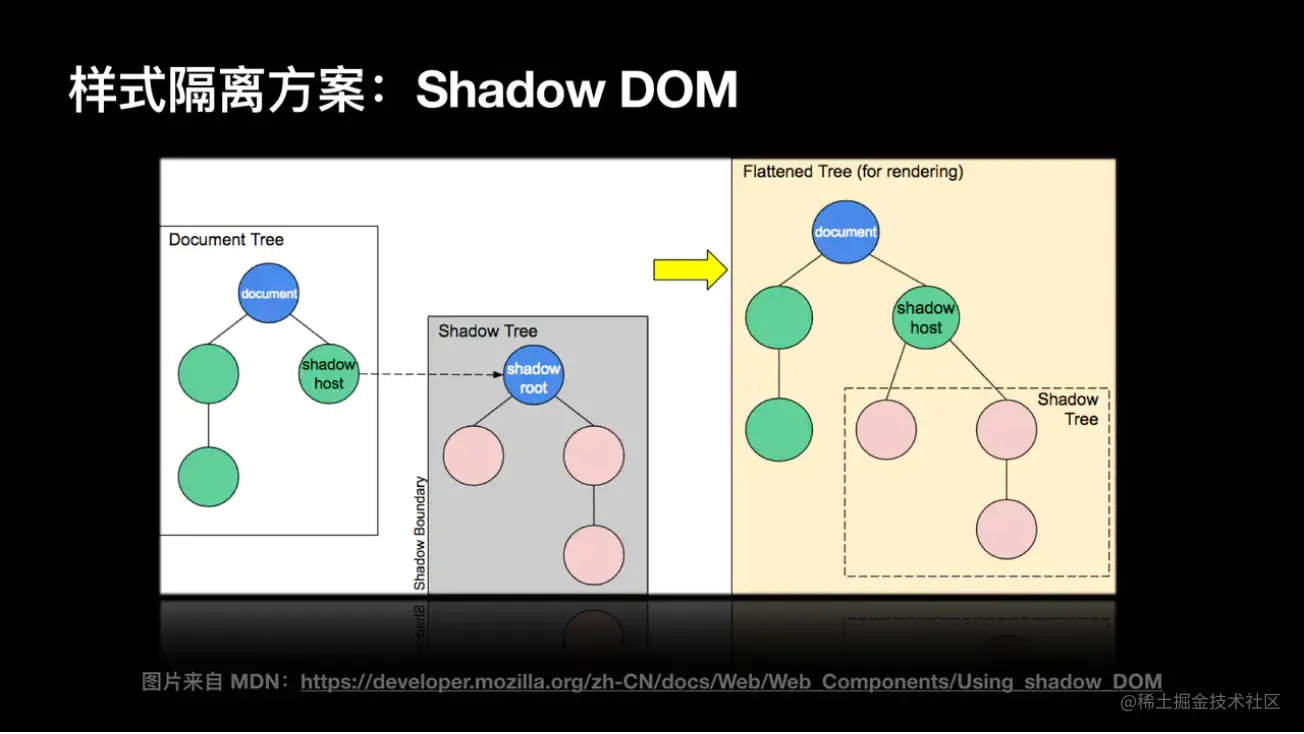 样式隔离方案：Shadow DOM
Document Tree
document
shadow
host
Shadow Tree
shadow
root
Shadow Boundary
Flattened Tree (for rendering)
document
shadow
host
Shadow
Tree
图片来自 MDN：https://developer.mozilla.org/zh-CN/docs/Web/Web_Components/Using_shadow_DOM
@稀土掘金技术社区